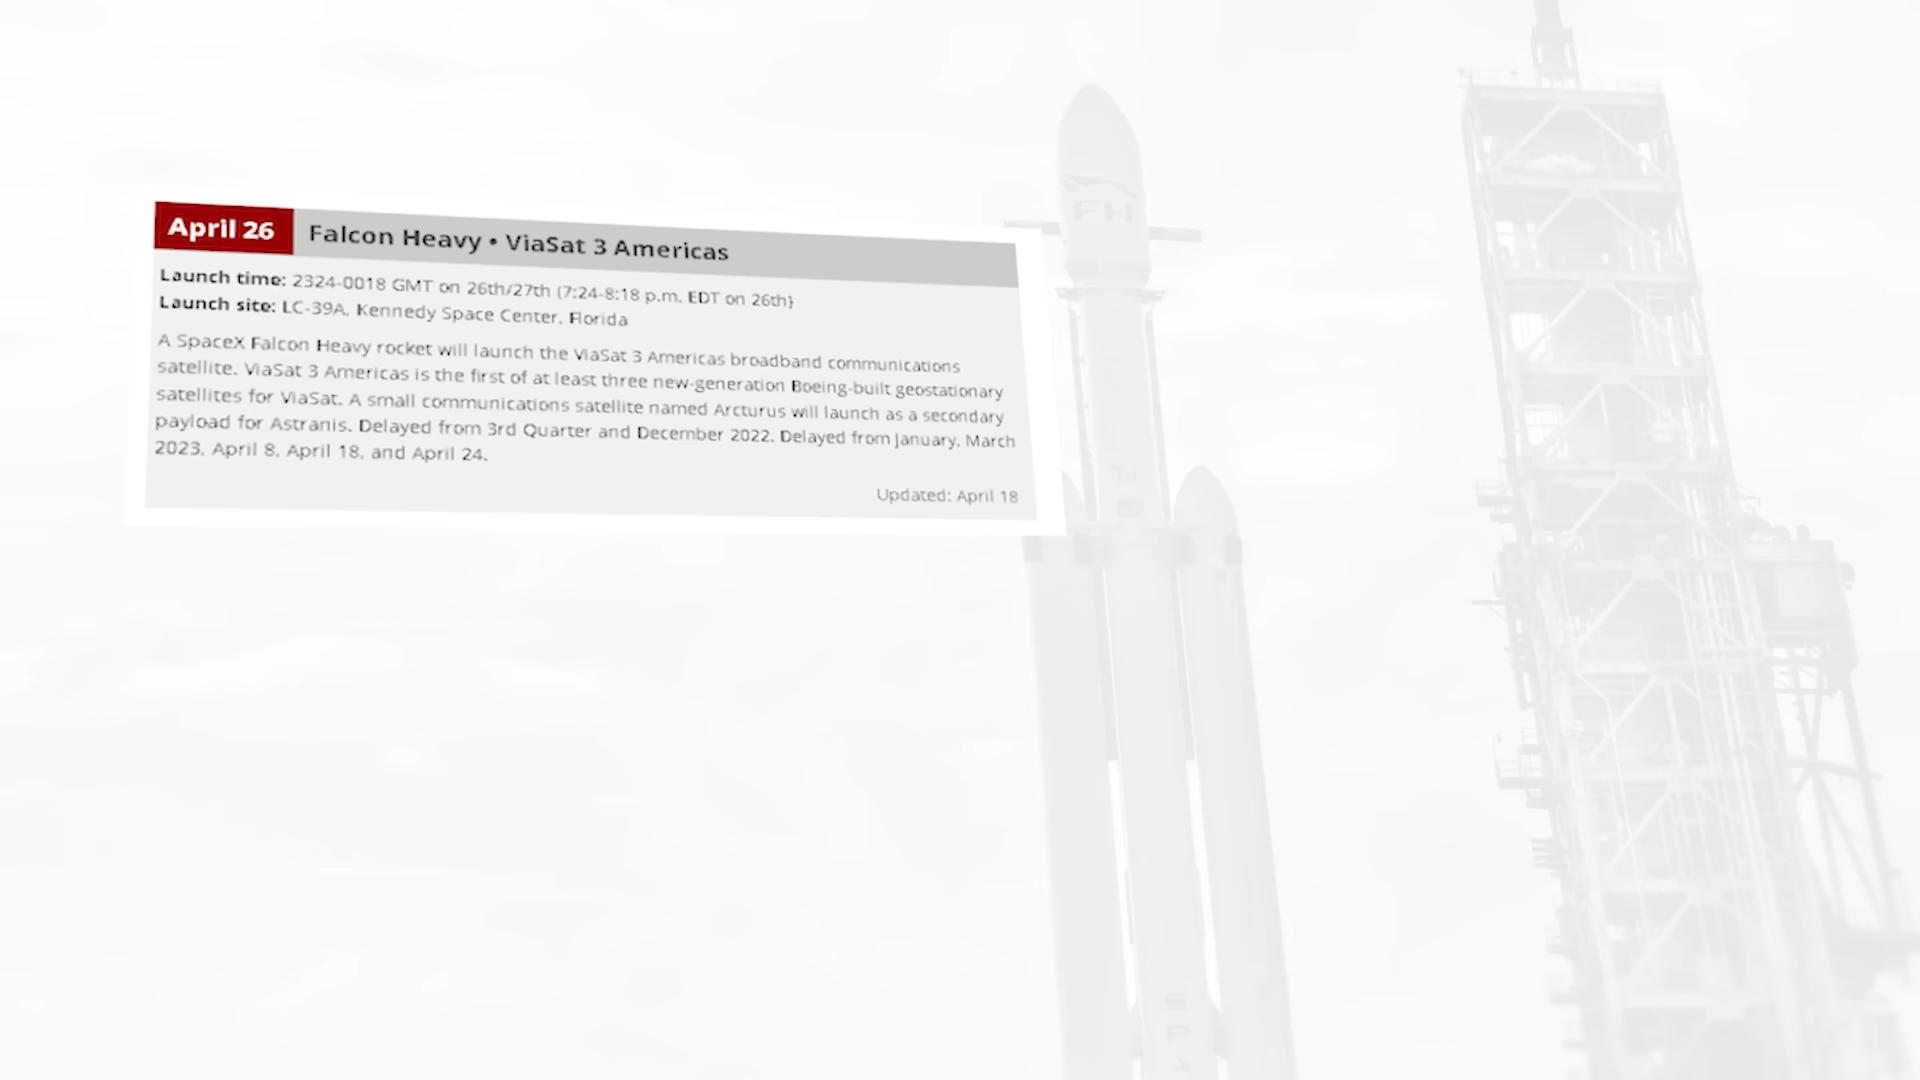 April 26
Falcon Heavy • ViaSat 3 Americas
Launch time: 2324-0018 GMT on 26th/27th (7:24-8:18 p.m. EDT on 26th)
Launch site: LC-39A, Kennedy Space Center, Florida
A SpaceX Falcon Heavy rocket will launch the ViaSat 3 Americas broadband communications
satellite. ViaSat 3 Americas is the first of at least three new-generation Boeing-built geostationary
satellites for ViaSat. A small communications satellite named Arcturus will launch as a secondary
payload for Astranis. Delayed from 3rd Quarter and December 2022. Delayed from January, March
2023, April 8, April 18, and April 24.
Updated: April 18
FH